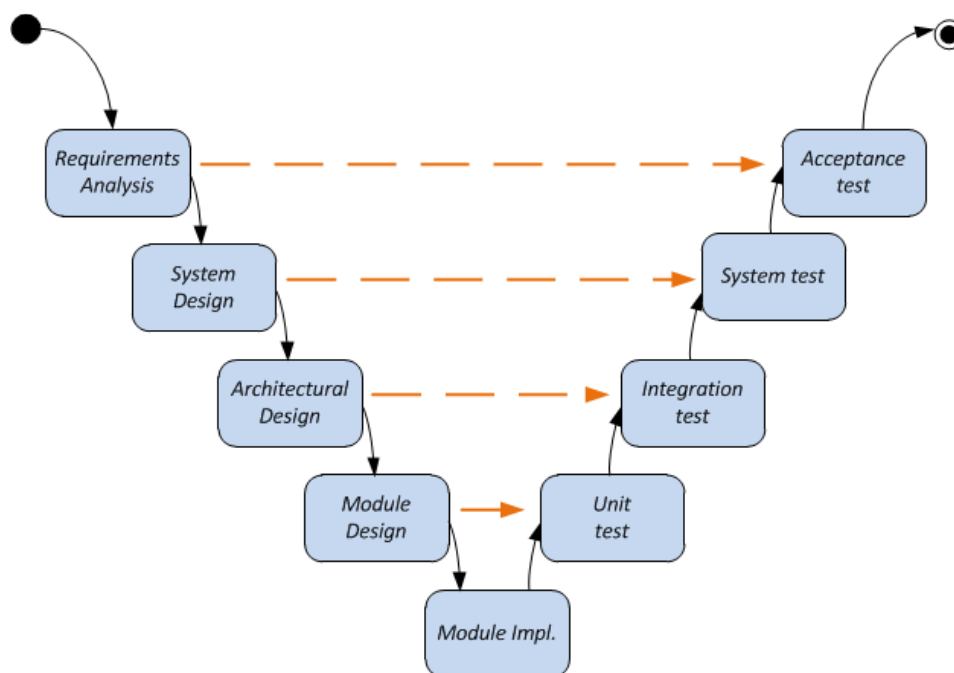 Requirements
Analysis
Acceptance
test
System
Design
System test
Architectural
Design
Integration
test
Module
Design
Unit
test
Module Impl.